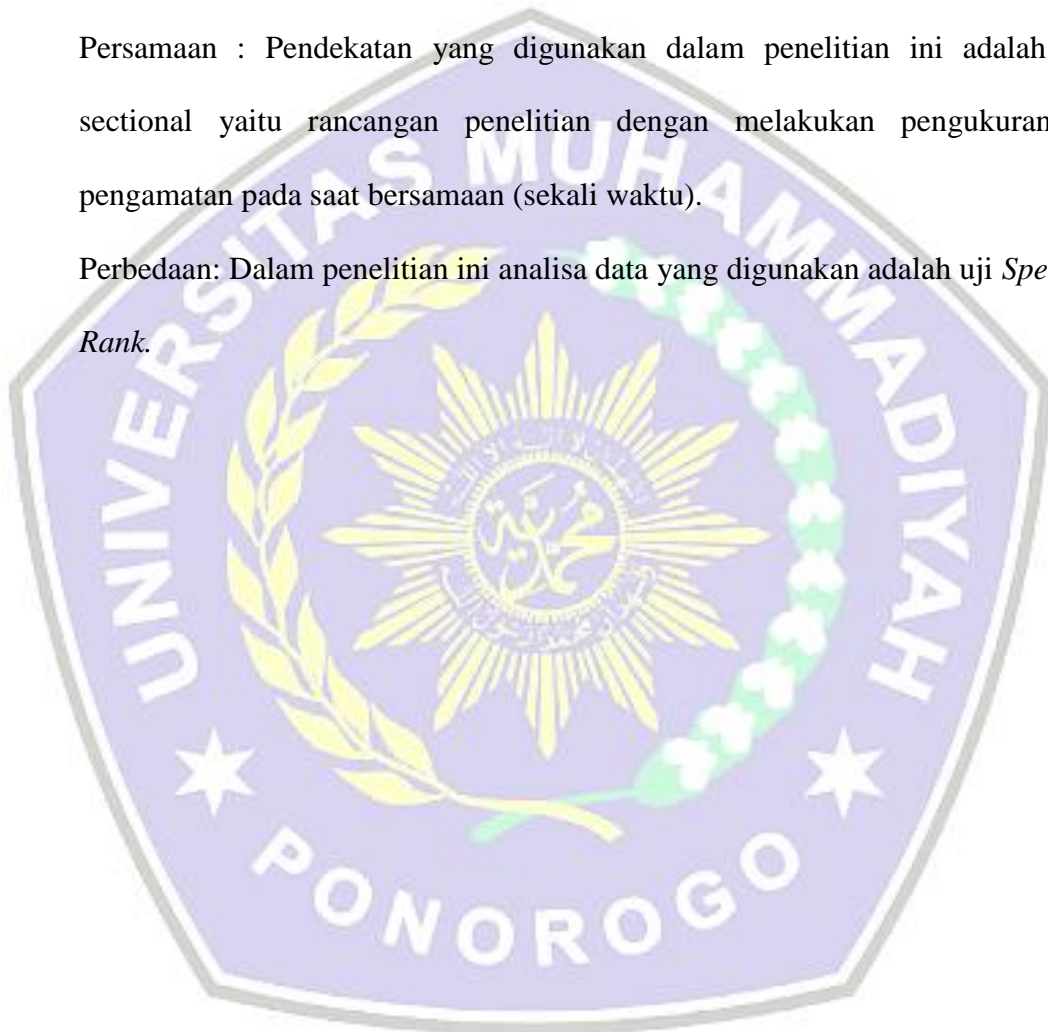 Persamaan : Pendekatan yang digunakan dalam penelitian ini adalah
sectional yaitu rancangan penelitian dengan melakukan pengukuran
pengamatan pada saat bersamaan (sekali waktu).
Perbedaan: Dalam penelitian ini analisa data yang digunakan adalah uji Spe
Rank.
UNIVERSITAS MUHAMMADIYAH
PONOROGO